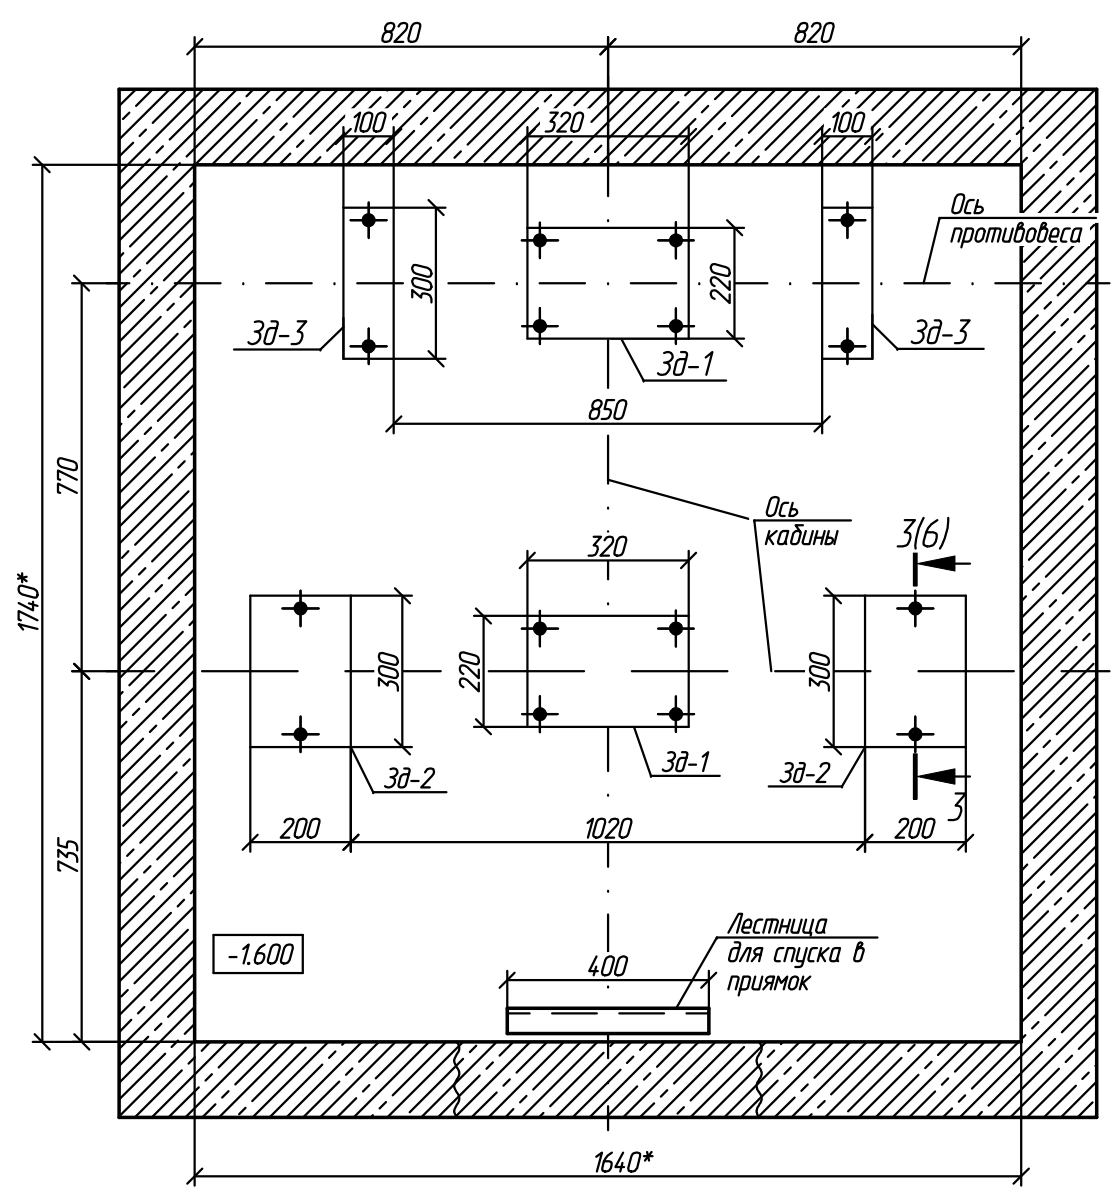 820
820
100
320
100
Ось
противовеса
300
220
Зд-3
Зд-3
Зд-1
850
770
Ось
кабины
3(6)
320
1740*
300
220
300
Зд-2
Зд-1
Зд-2
3
200
1020
200
735
Лестница
для спуска в
приямок
-1.600
400
1640*